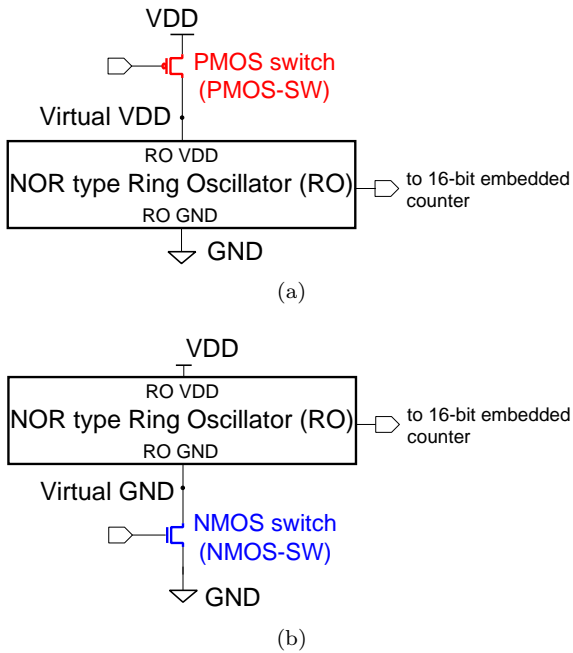 VDD
PMOS switch
(PMOS-SW)
Virtual VDD
RO VDD
NOR type Ring Oscillator (RO)
RO GND
to 16-bit embedded
counter
GND
(a)
VDD
RO VDD
NOR type Ring Oscillator (RO)
RO GND
to 16-bit embedded
counter
Virtual GND
NMOS switch
(NMOS-SW)
GND
(b)